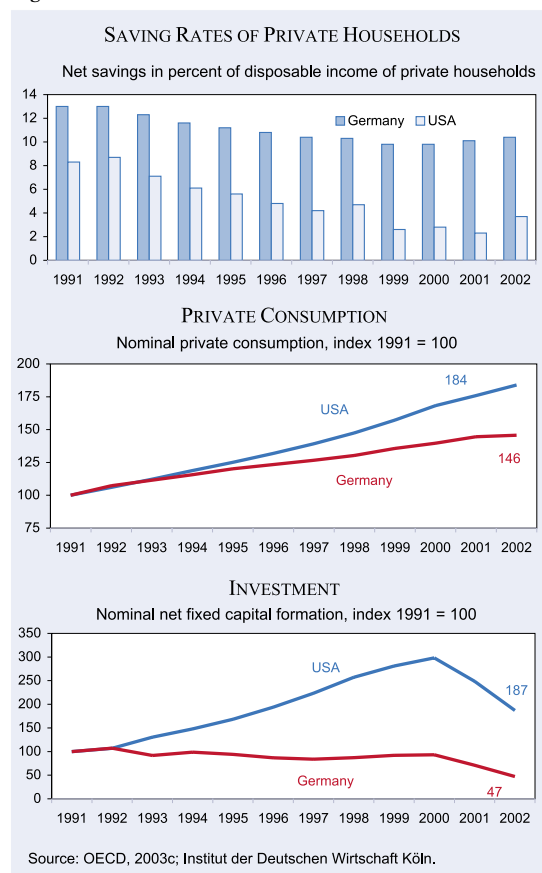 SAVING RATES OF PRIVATE HOUSEHOLDS
Net savings in percent of disposable income of private households
14
12
10
8
6
4
2
0
Germany USA
1991 1992 1993 1994 1995 1996 1997 1998 1999 2000 2001 2002
PRIVATE CONSUMPTION
Nominal private consumption, index 1991 = 100
200
175
150
125
100
75
184
USA
146
Germany
1991 1992 1993 1994 1995 1996 1997 1998 1999 2000 2001 2002
INVESTMENT
Nominal net fixed capital formation, index 1991 = 100
350
300
250
200
150
100
50
0
USA
187
Germany
47
1991 1992 1993 1994 1995 1996 1997 1998 1999 2000 2001 2002
Source: OECD, 2003c; Institut der Deutschen Wirtschaft Köln.